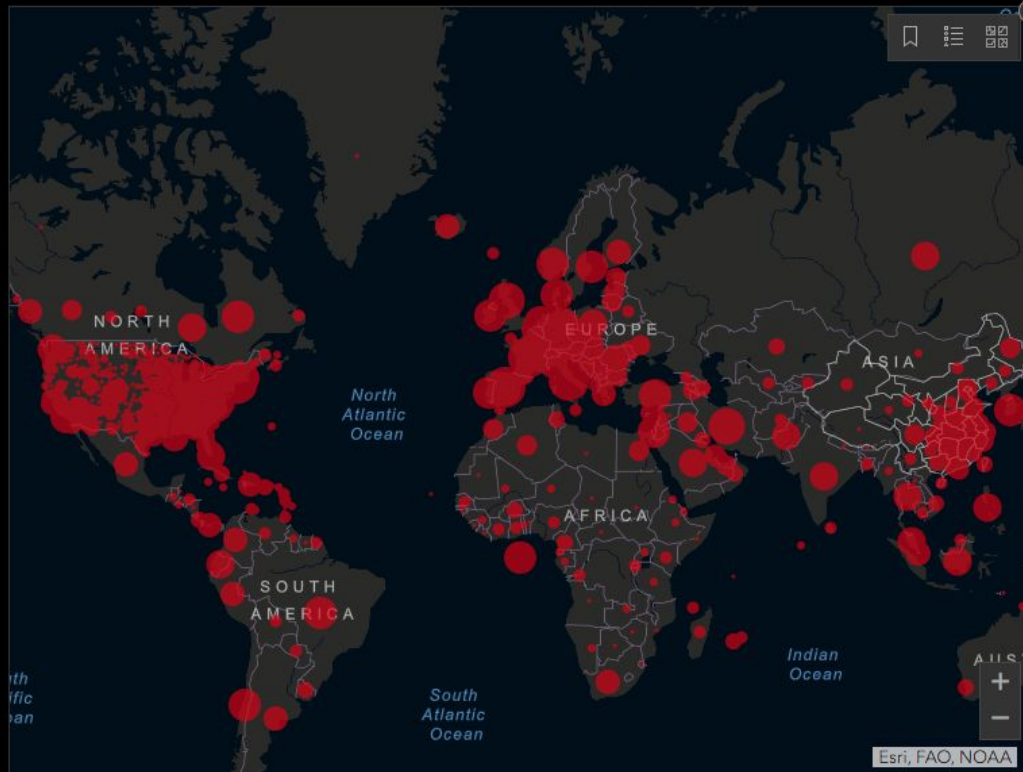 NORTH
AMERICA
EUROPE
ASIA
North
Atlantic
Ocean
AFRICA
SOUTH
AMERICA
Indian
Ocean
South
Atlantic
Ocean
+
−
Esri, FAO, NOAA